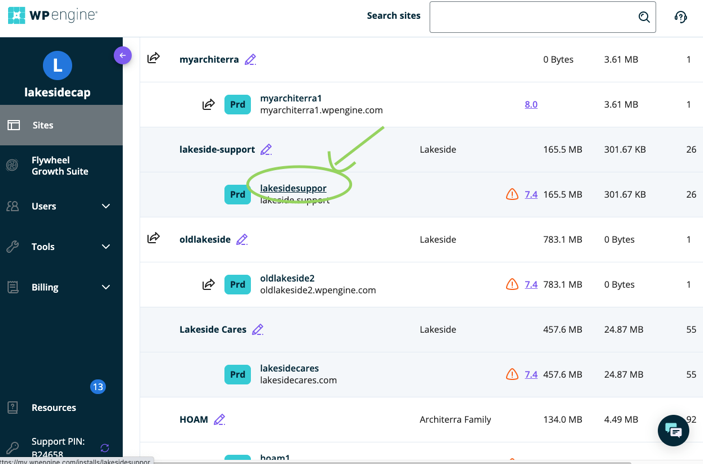 WP engine®
Search sites
L
lakesidecap
Sites
Flywheel
Growth Suite
Users
Tools
Billing
13
Resources
Support PIN:
B24658
myarchiterra 0 Bytes 3.61 MB 1
Prd myarchiterra1 8.0 3.61 MB 1
myarchiterra1.wpengine.com
lakeside-support Lakeside 165.5 MB 301.67 KB 26
Prd lakesidesuppor 7.4 165.5 MB 301.67 KB 26
lakeside.support
oldlakeside Lakeside 783.1 MB 0 Bytes 1
Prd oldlakeside2 7.4 783.1 MB 0 Bytes 1
oldlakeside2.wpengine.com
Lakeside Cares Lakeside 457.6 MB 24.87 MB 55
Prd lakesidecares 7.4 457.6 MB 24.87 MB 55
lakesidecares.com
HOAM Architerra Family 134.0 MB 4.49 MB 92
hoam1
ttps://my.wpengine.com/installs/lakesidesuppor